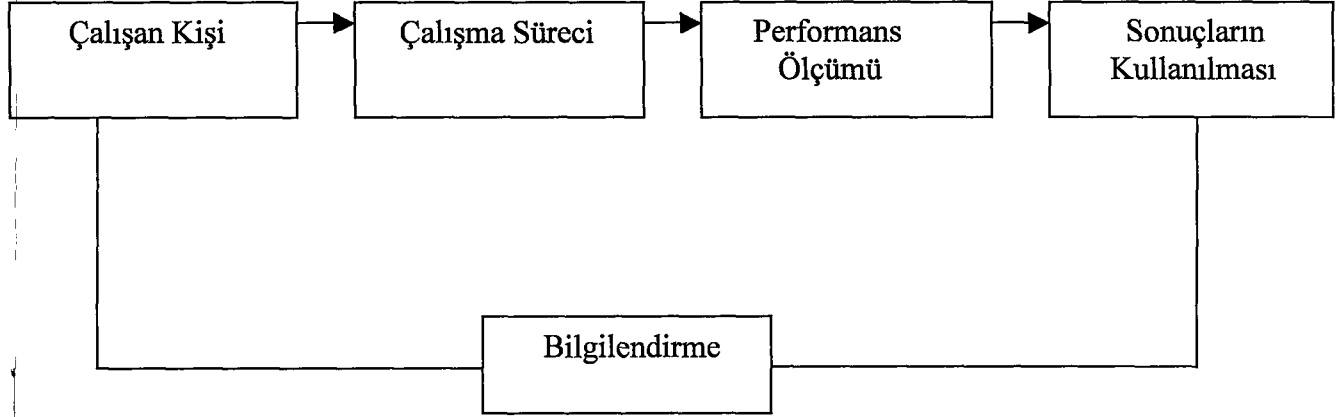 Çalışan Kişi
Çalışma Süreci
Performans
Ölçümü
Sonuçların
Kullanılması
Bilgilendirme